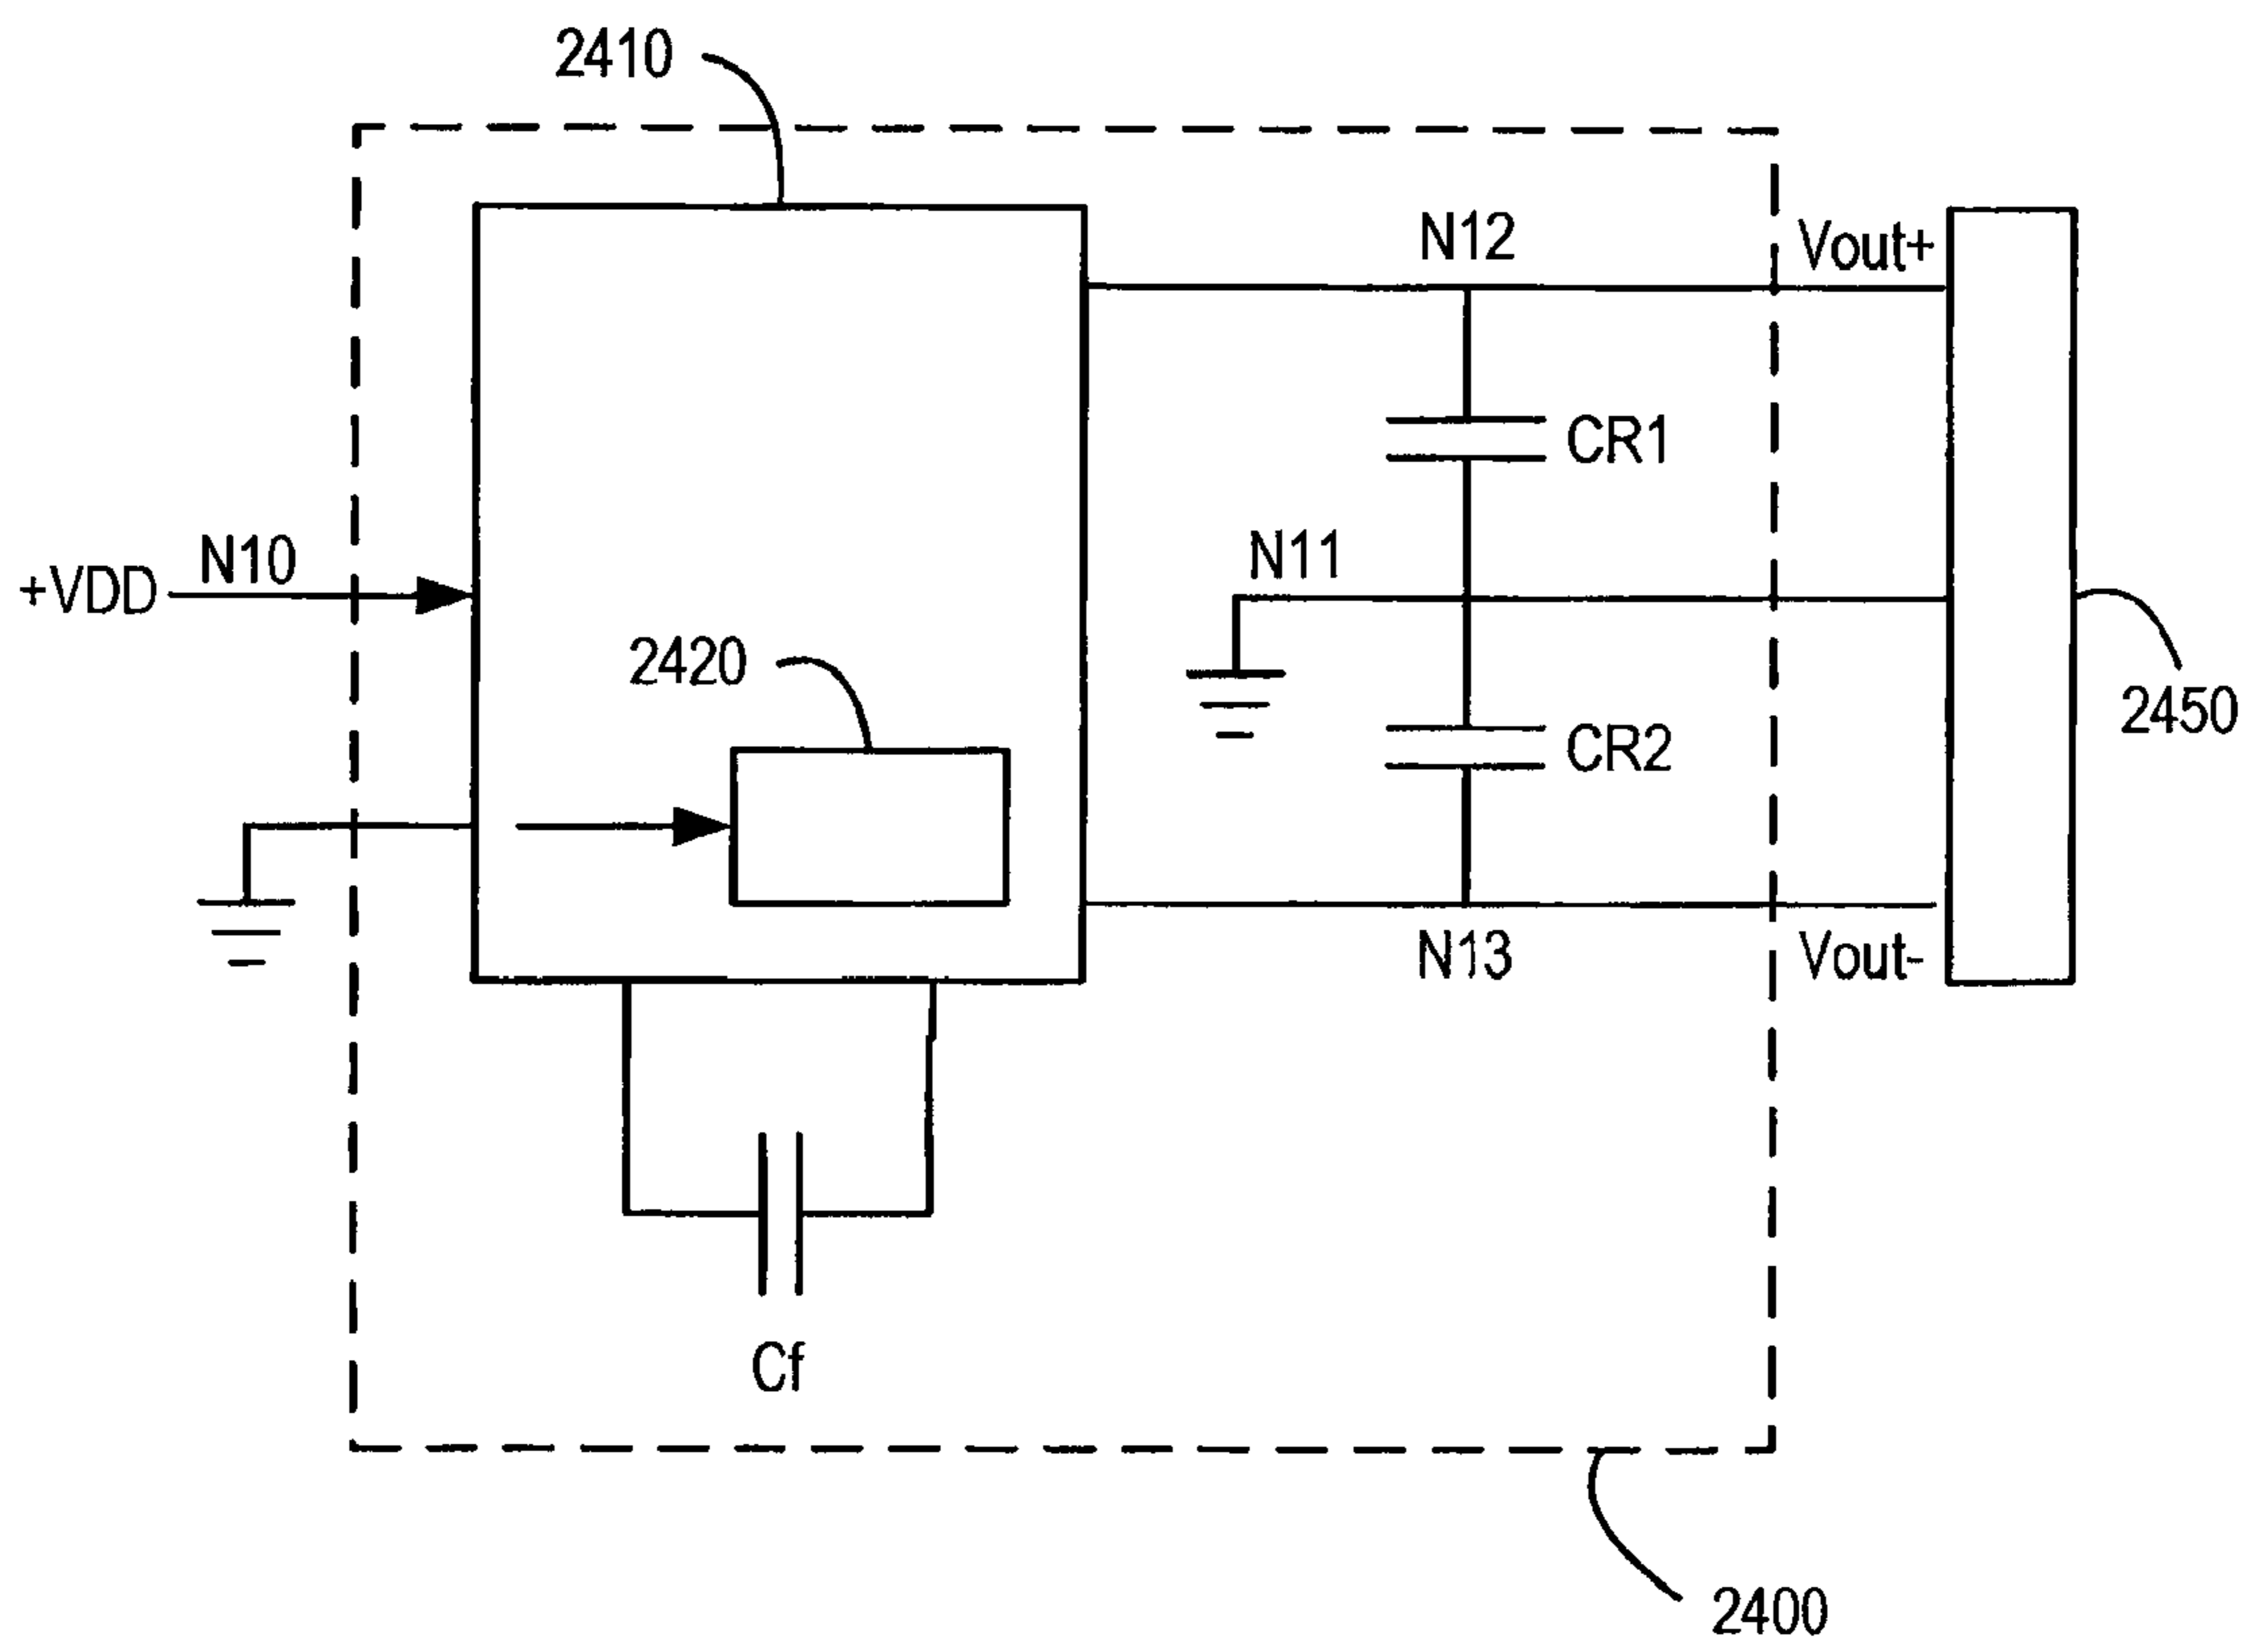 2410
N12
Vout+
CR1
N10
N11
+VDD
2420
2450
CR2
N13
Vout-
Cf
2400